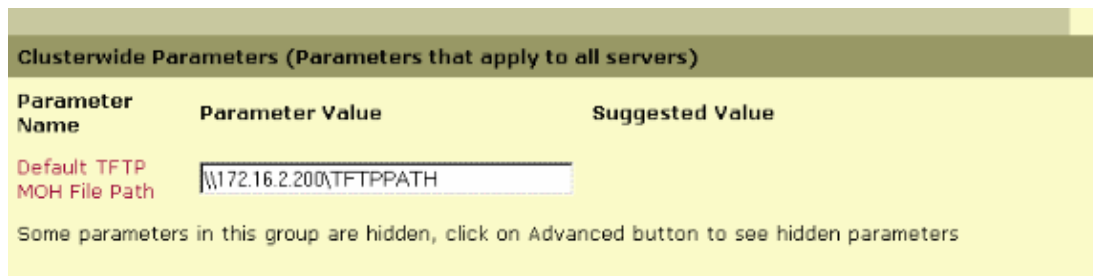 Clusterwide Parameters (Parameters that apply to all servers)
Parameter Name
Parameter Value
Suggested Value
Default TFTP
MOH File Path
\\172.16.2.200\TFTPPATH
Some parameters in this group are hidden, click on Advanced button to see hidden parameters